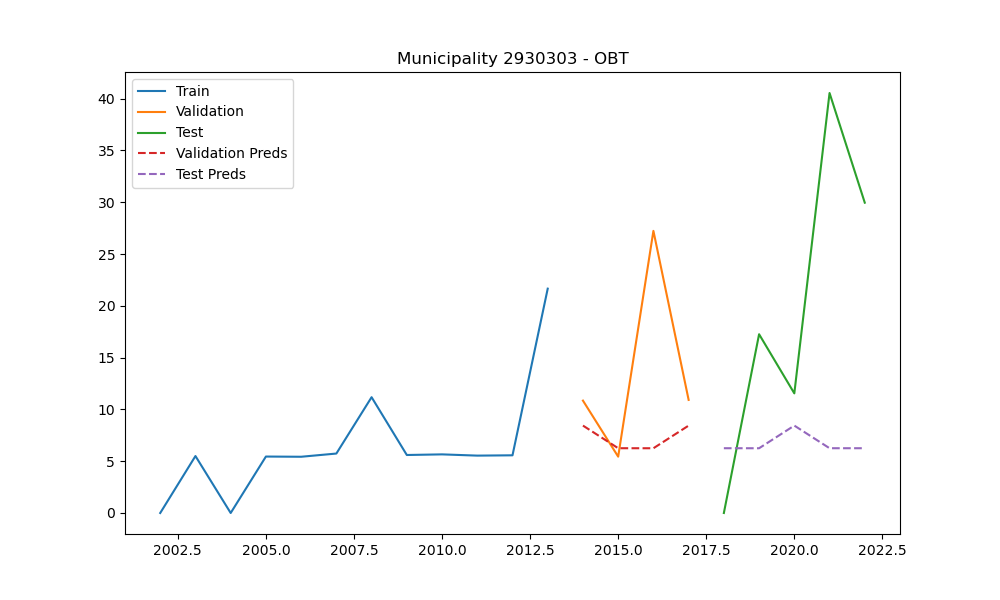 Municipality 2930303 - OBT
Train
Validation
Test
Validation Preds
Test Preds
40
35
30
25
20
15
10
5
0
2002.5 2005.0 2007.5 2010.0 2012.5 2015.0 2017.5 2020.0 2022.5